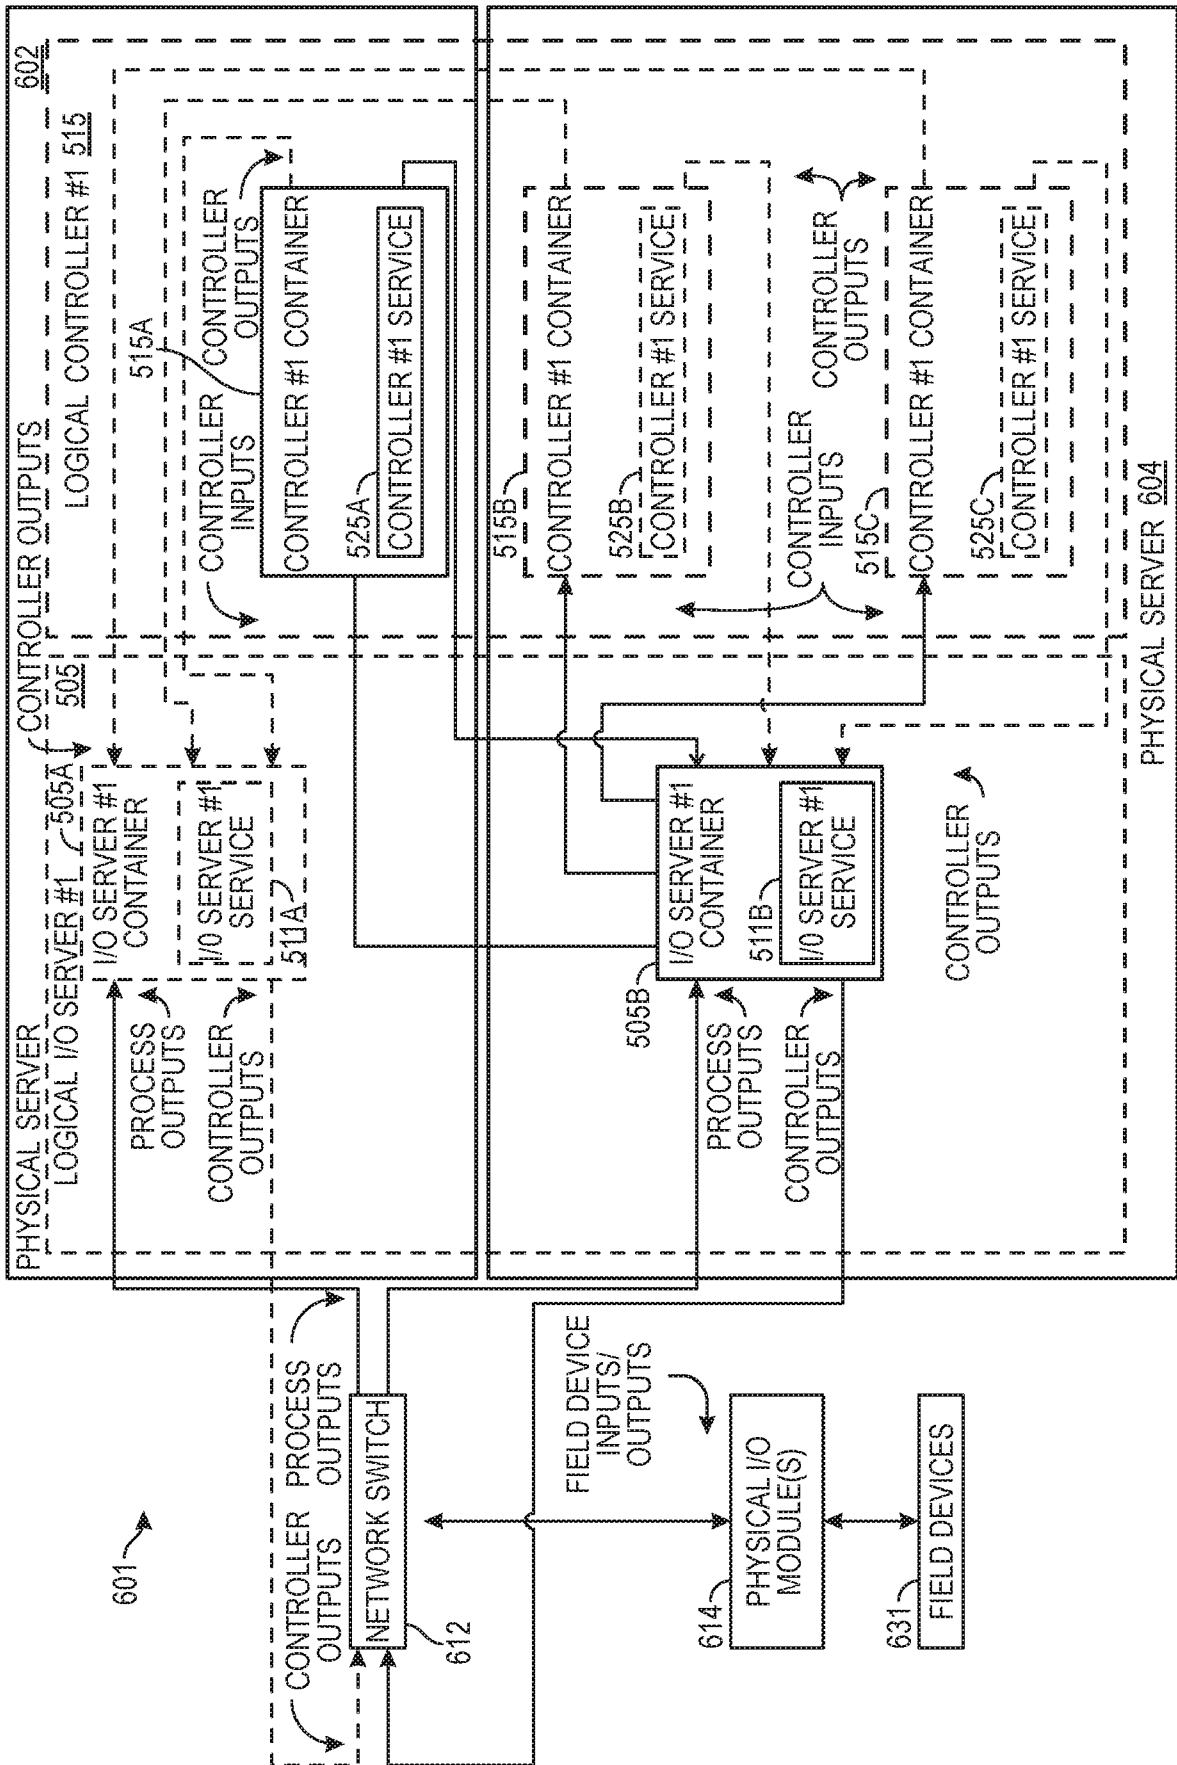 601
PHYSICAL SERVER
602
LOGICAL I/O SERVER #1
505
505A
CONTROLLER OUTPUTS
LOGICAL CONTROLLER #1 515
I/O SERVER #1
CONTAINER
I/0 SERVER #1
SERVICE
511A
PROCESS
OUTPUTS
CONTROLLER
OUTPUTS
515A
CONTROLLER
OUTPUTS
CONTROLLER
INPUTS
CONTROLLER #1 CONTAINER
525A
CONTROLLER #1 SERVICE
CONTROLLER
OUTPUTS
PROCESS
OUTPUTS
NETWORK SWITCH
612
FIELD DEVICE
INPUTS/
OUTPUTS
515B
CONTROLLER #1 CONTAINER
525B
CONTROLLER #1 SERVICE
505B
I/O SERVER #1
CONTAINER
511B
I/0 SERVER #1
SERVICE
PROCESS
OUTPUTS
CONTROLLER
OUTPUTS
CONTROLLER
INPUTS
CONTROLLER
OUTPUTS
614
PHYSICAL I/O
MODULE(S)
515C
CONTROLLER #1 CONTAINER
525C
CONTROLLER #1 SERVICE
631
FIELD DEVICES
CONTROLLER
OUTPUTS
PHYSICAL SERVER 604